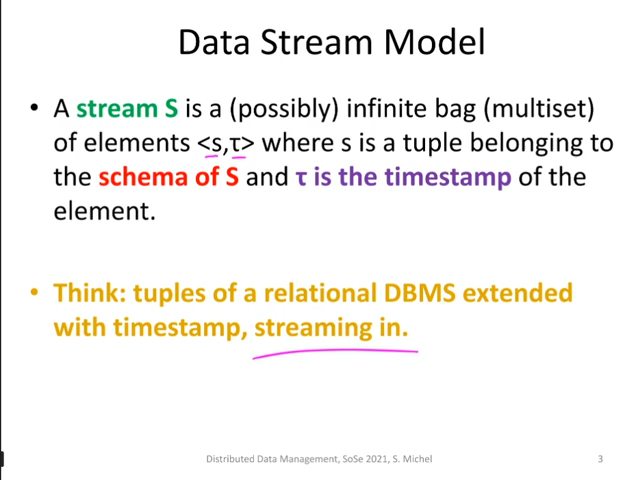 Data Stream Model
• A stream S is a (possibly) infinite bag (multiset)
of elements <s,τ> where s is a tuple belonging to
the schema of S and τ is the timestamp of the
element.
• Think: tuples of a relational DBMS extended
with timestamp, streaming in.
Distributed Data Management, SoSe 2021, S. Michel
3